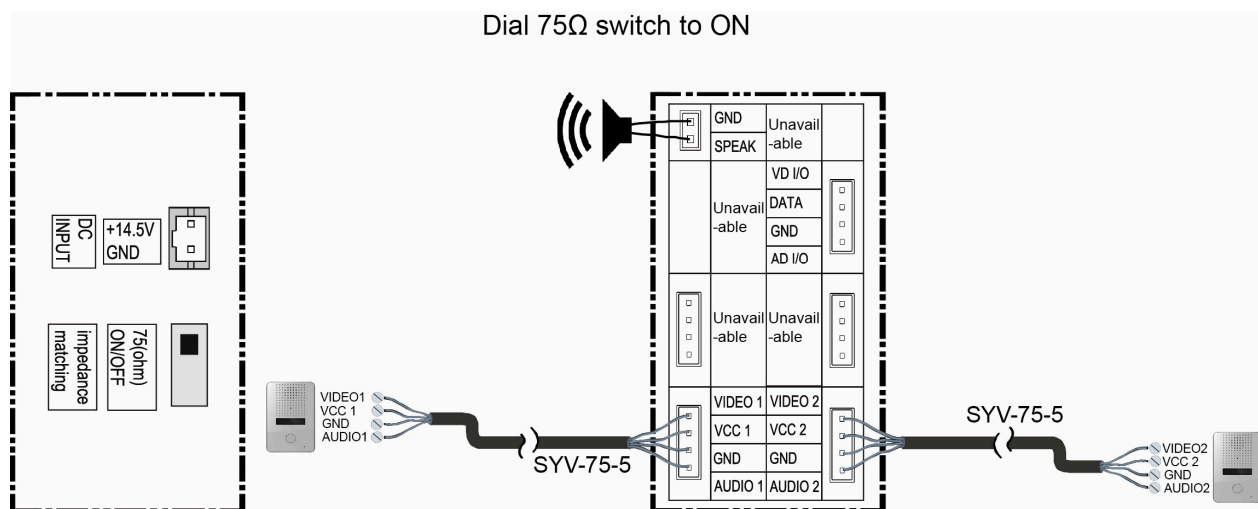 Dial 75Ω switch to ON
DC
INPUT
+14.5V
GND
impedance
matching
75(ohm)
ON/OFF
GND
SPEAK
Unavail
-able
Unavail
-able
VD I/O
DATA
GND
AD I/O
Unavail
-able
Unavail
-able
VIDEO 1
VIDEO 2
VCC 1
VCC 2
GND
GND
AUDIO 1
AUDIO 2
VIDEO1
VCC 1
GND
AUDIO1
SYV-75-5
SYV-75-5
VIDEO2
VCC 2
GND
AUDIO2